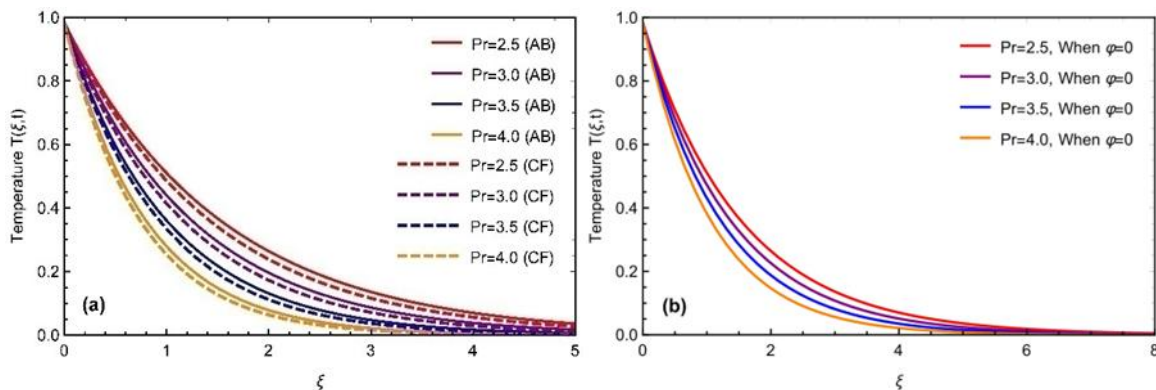 1.0
0.8
0.6
0.4
0.2
0.0
Temperature T(ξ,t)
Pr=2.5 (AB)
Pr=3.0 (AB)
Pr=3.5 (AB)
Pr=4.0 (AB)
Pr=2.5 (CF)
Pr=3.0 (CF)
Pr=3.5 (CF)
Pr=4.0 (CF)
(a)
0 1 2 3 4 5
ξ
1.0
0.8
0.6
0.4
0.2
0.0
Temperature T(ξ,t)
Pr=2.5, When φ=0
Pr=3.0, When φ=0
Pr=3.5, When φ=0
Pr=4.0, When φ=0
(b)
0 2 4 6 8
ξ